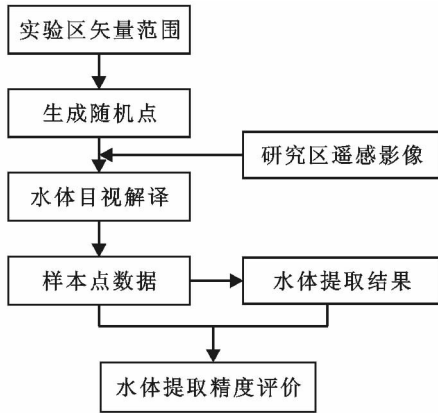 实验区矢量范围
生成随机点
研究区遥感影像
水体目视解译
样本点数据
水体提取结果
水体提取精度评价